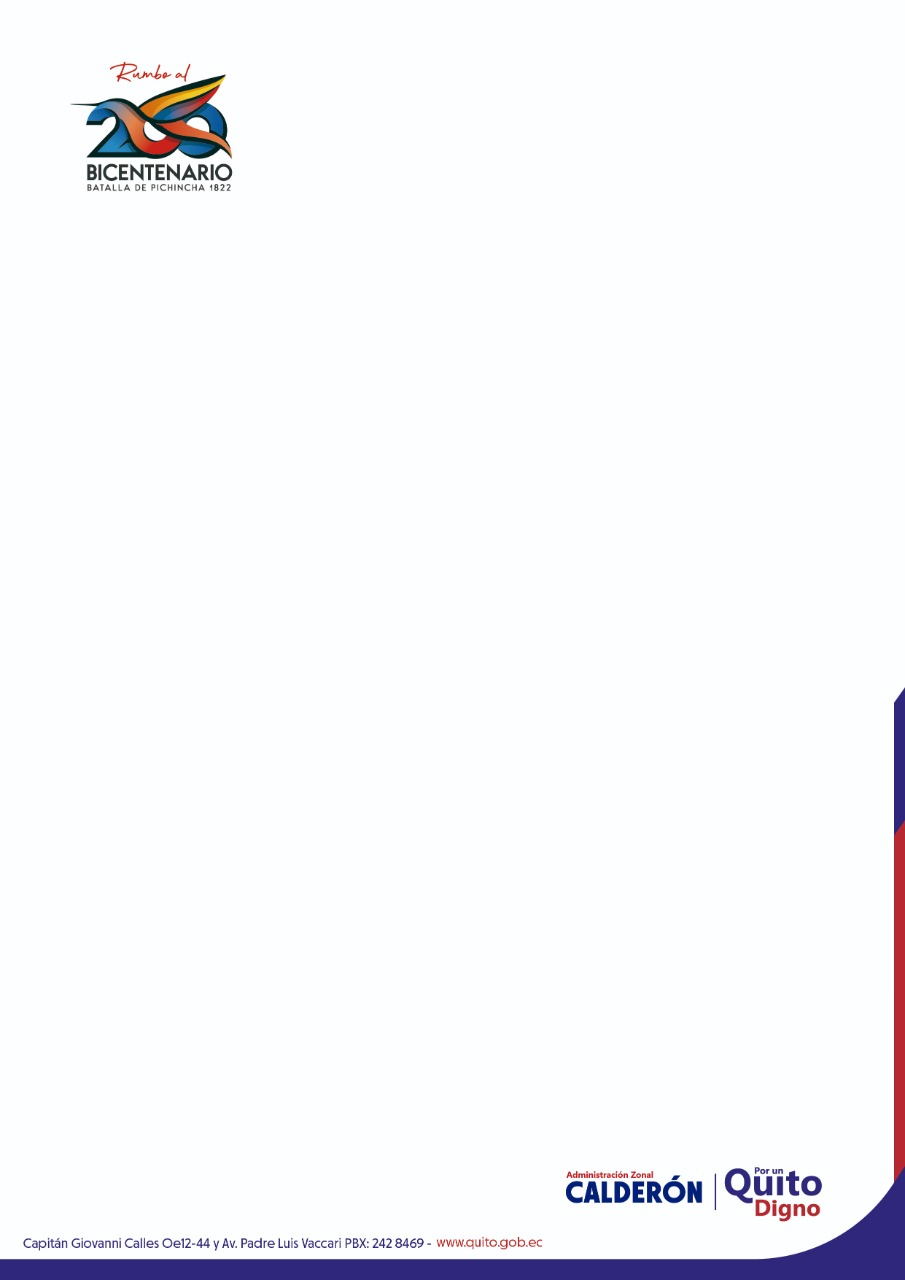 Rumbo al
200
BICENTENARIO
BATALLA DE PICHINCHA 1822
Administración Zonal
CALDERÓN
Por un
Quito
Digno
Capitán Giovanni Calles Oe12-44 y Av. Padre Luis Vaccari PBX: 242 8469 - www.quito.gob.ec